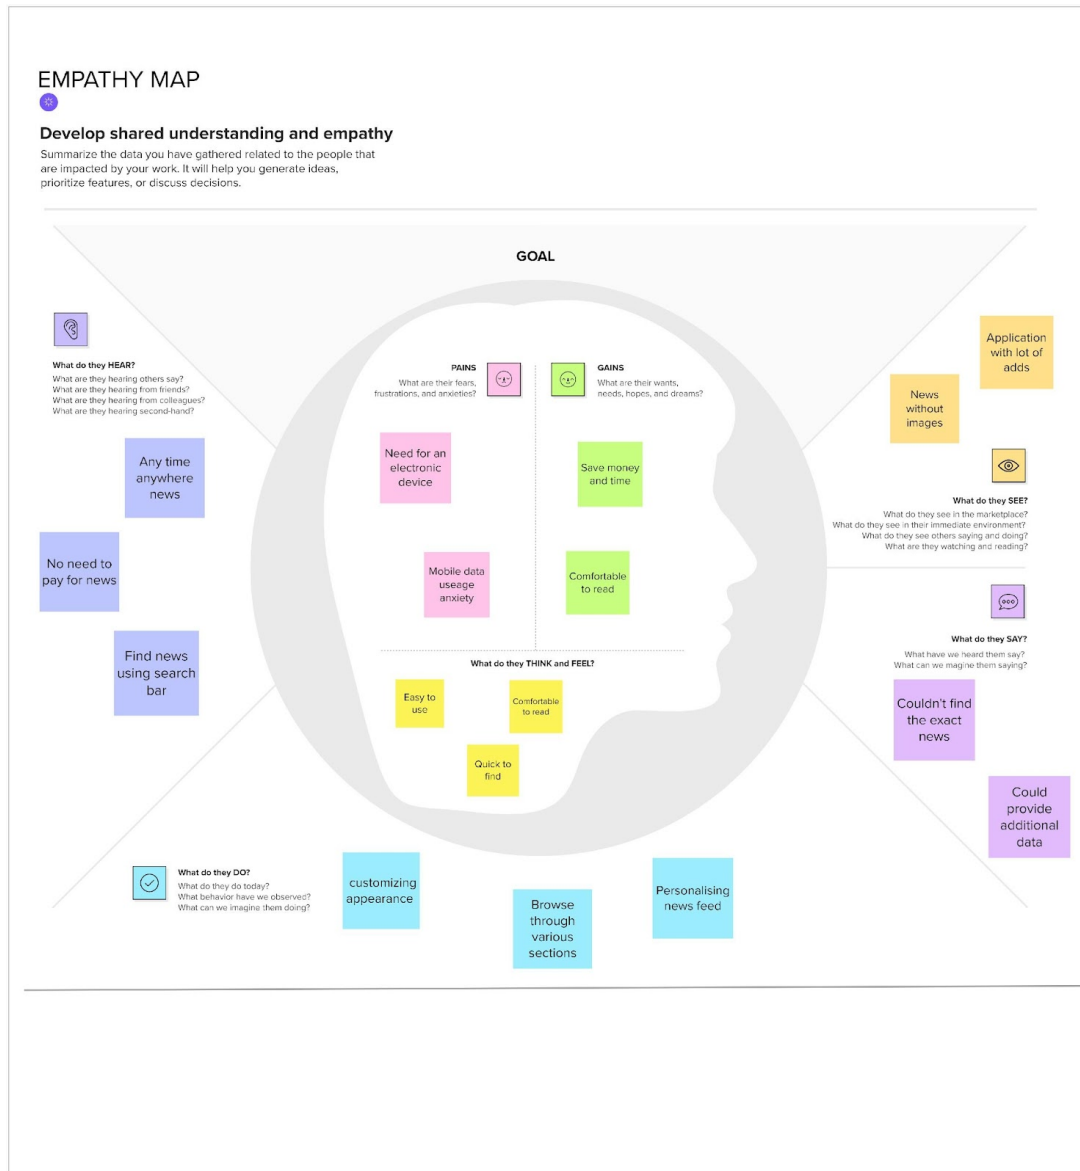 EMPATHY MAP
Develop shared understanding and empathy
Summarize the data you have gathered related to the people that
are impacted by your work. It will help you generate ideas,
prioritize features, or discuss decisions.
GOAL
What do they HEAR?
What are they hearing others say?
What are they hearing from friends?
What are they hearing from colleagues?
What are they hearing second-hand?
Any time
anywhere
news
No need to
pay for news
Find news
using search
bar
PAINS
What are their fears,
frustrations, and anxieties?
Need for an
electronic
device
Mobile data
useage
anxiety
GAINS
What are their wants,
needs, hopes, and dreams?
Save money
and time
Comfortable
to read
What do they THINK and FEEL?
Easy to
use
Comfortable
to read
Quick to
find
Application
with lot of
adds
News
without
images
What do they SEE?
What do they see in the marketplace?
What do they see in their immediate environment?
What do they see others saying and doing?
What are they watching and reading?
What do they SAY?
What have we heard them say?
What can we magine them saying?
Couldn't find
the exact
news
Could
provide
additional
data
What do they DO?
What do they do today?
What behavior have we observed?
What can we imagine them doing?
customizing
appearance
Browse
through
various
sections
Personalising
news feed